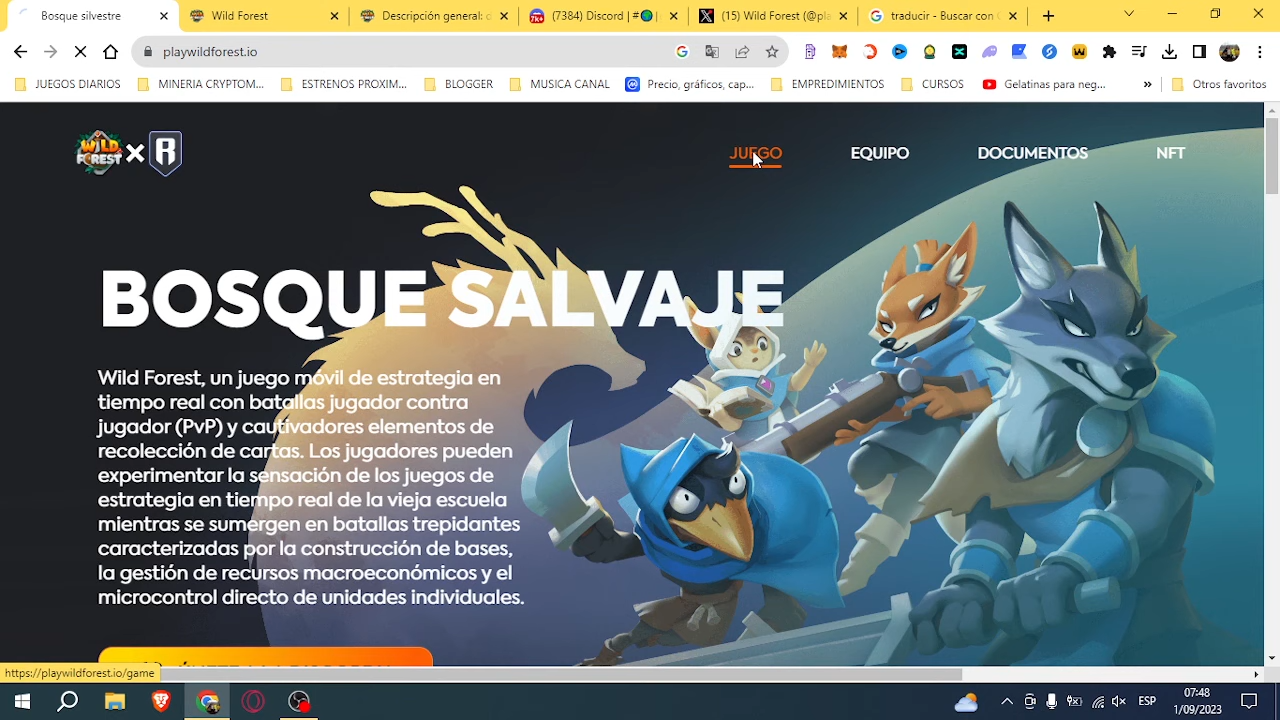 Bosque silvestre
Wild Forest
Descripción general: c
(7384) Discord | #
(15) Wild Forest (@pla
traducir - Buscar con G
playwildforest.io
JUEGOS DIARIOS
MINERIA CRYPTOM...
ESTRENOS PROXIM...
BLOGGER
MUSICA CANAL
Precio, gráficos, cap...
EMPREDIMIENTOS
CURSOS
Gelatinas para neg...
»
Otros favoritos
WILD
FOREST
X
R
JUEGO
EQUIPO
DOCUMENTOS
NFT
BOSQUE SALVAJE
Wild Forest, un juego móvil de estrategia en
tiempo real con batallas jugador contra
jugador (PvP) y cautivadores elementos de
recolección de cartas. Los jugadores pueden
experimentar la sensación de los juegos de
estrategia en tiempo real de la vieja escuela
mientras se sumergen en batallas trepidantes
caracterizadas por la construcción de bases,
la gestión de recursos macroeconómicos y el
microcontrol directo de unidades individuales.
https://playwildforest.io/game
ESP
07:48
1/09/2023